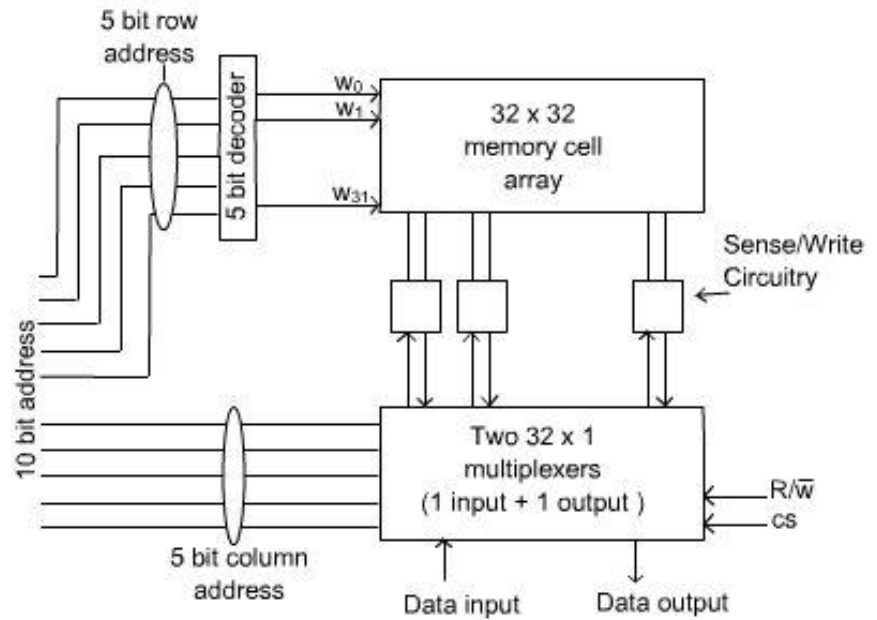 5 bit row
address
5 bit decoder
w₀
w₁
w₃₁
32 x 32
memory cell
array
Sense/Write
Circuitry
10 bit address
Two 32 x 1
multiplexers
(1 input + 1 output )
R/w̅
cs
5 bit column
address
Data input
Data output